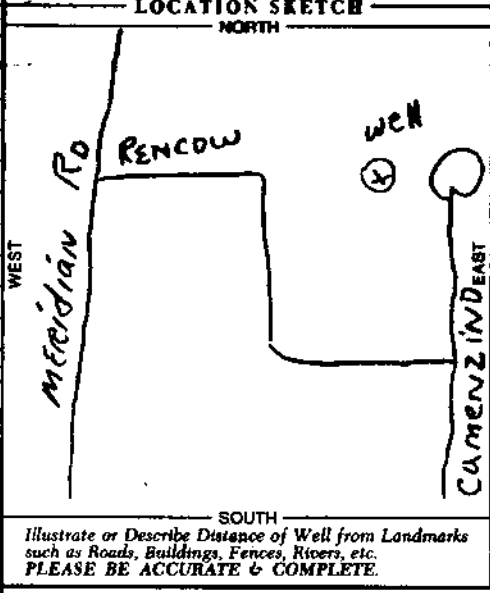 LOCATION SKETCH
NORTH
well
RENCOW
MERIDIAN RD
WEST
EAST
CAMENZIND
SOUTH
Illustrate or Describe Distance of Well from Landmarks
such as Roads, Buildings, Fences, Rivers, etc.
PLEASE BE ACCURATE & COMPLETE.